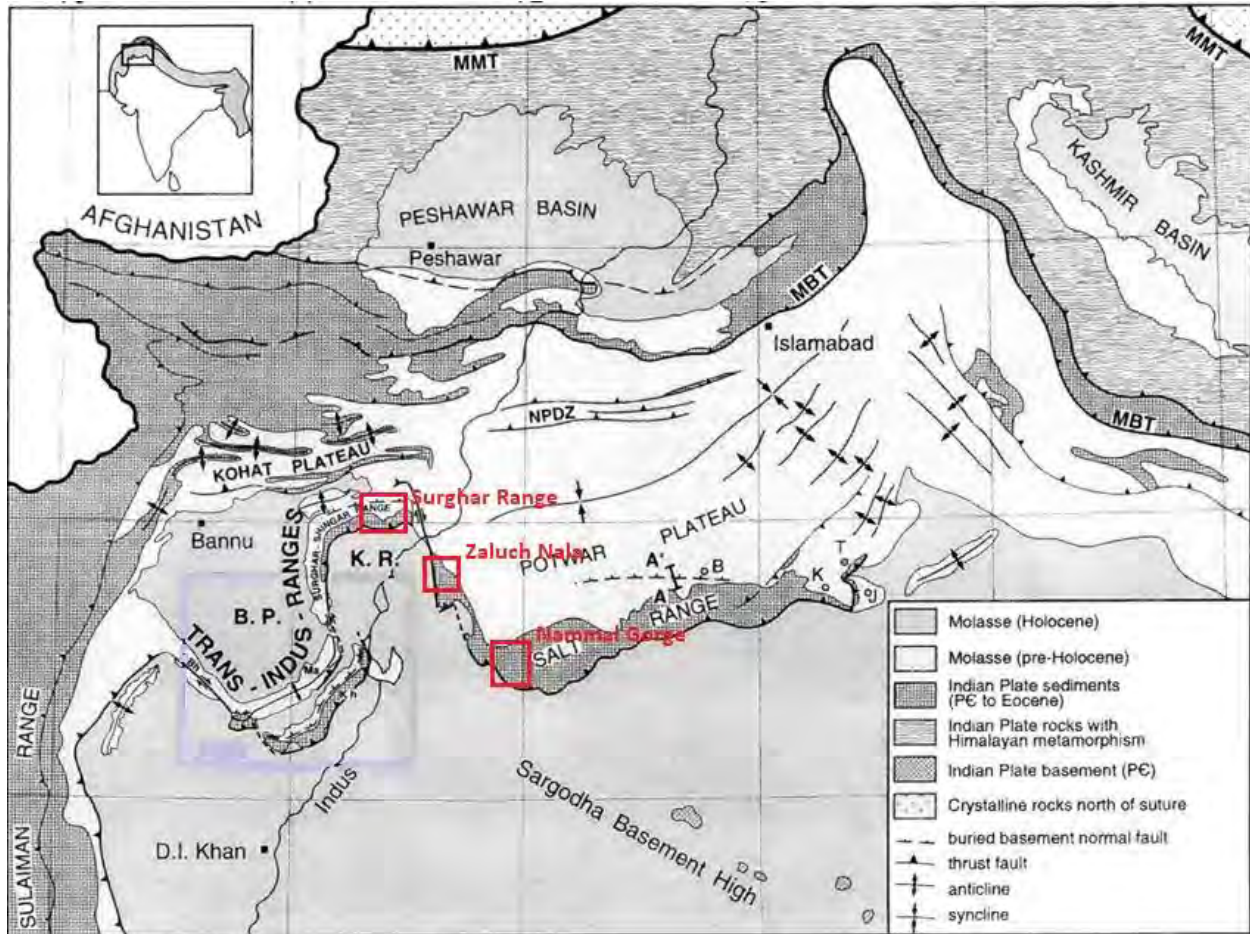 MMT
MMT
AFGHANISTAN
PESHAWAR BASIN
Peshawar
KASHMIR
BASIN
MBT
Islamabad
NPDZ
MBT
KOHAT PLATEAU
Surghar Range
RANGE
SURGHAR-SHINGAR
Bannu
K. R.
Zaluch Nala
POTWAR PLATEAU
A'
B
T
K
J
A
B. P.
TRANS - INDUS - RANGES
Nammal Gorge
SALT RANGE
Indus
Sargodha Basement High
D.I. Khan
SULAIMAN RANGE
Molasse (Holocene)
Molasse (pre-Holocene)
Indian Plate sediments
(PЄ to Eocene)
Indian Plate rocks with
Himalayan metamorphism
Indian Plate basement (PЄ)
Crystalline rocks north of suture
buried basement normal fault
thrust fault
anticline
syncline